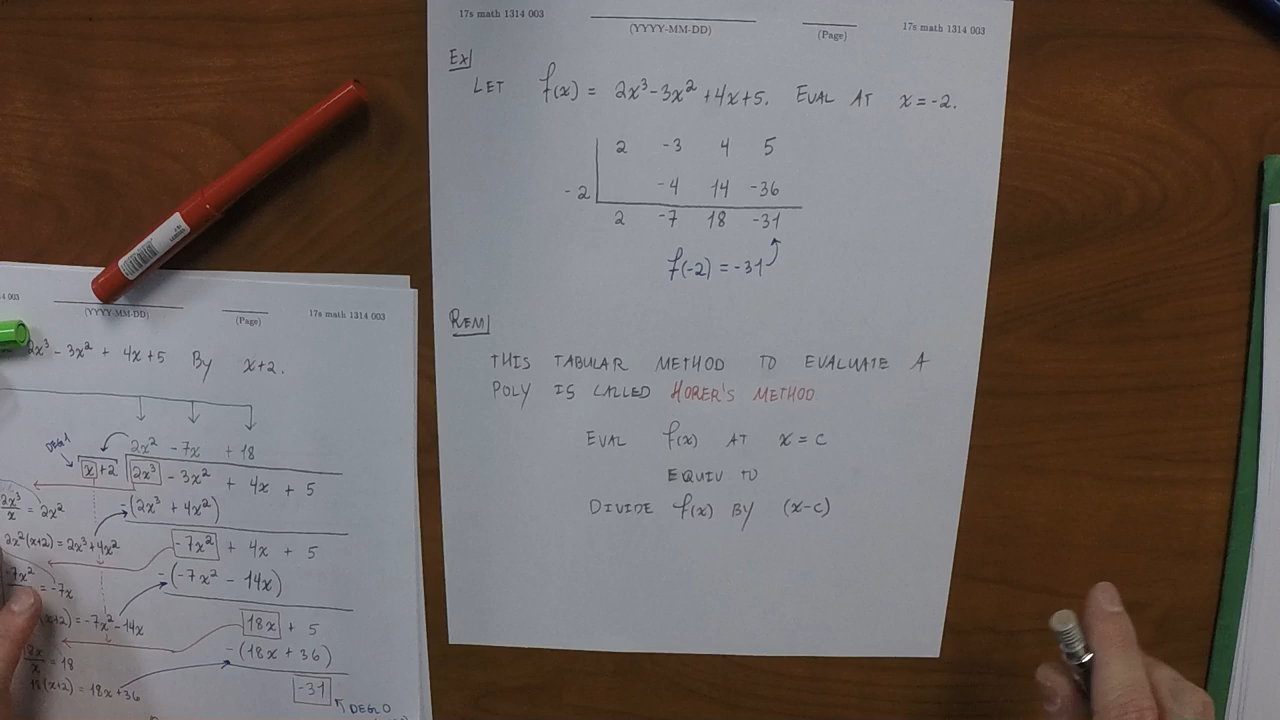 17s math 1314 003
(YYYY-MM-DD)
(Page)
17s math 1314 003
Ex
LET f(x) = 2x³-3x²+4x+5. EVAL AT x=-2.
2 -3 4 5
-2 -4 14 -36
2 -7 18 -31
f(-2) = -31
REM
THIS TABULAR METHOD TO EVALUATE A
POLY IS CALLED HORER'S METHOD
EVAL f(x) AT x=c
EQUIV TO
DIVIDE f(x) BY (x-c)
003
(YYYY-MM-DD)
(Page)
17s math 1314 003
2x³ - 3x² + 4x+5 By x+2.
2x² - 7x + 18
DEG 1
x+2 2x³ - 3x² + 4x + 5
2x³/x = 2x²
-(2x³ + 4x²)
2x²(x+2) = 2x³+4x²
-7x² + 4x + 5
-7x²/x = -7x
-(-7x² - 14x)
(x+2) = -7x²-14x
18x + 5
18x/x = 18
-(18x + 36)
18(x+2) = 18x+36
-31
DEG 0